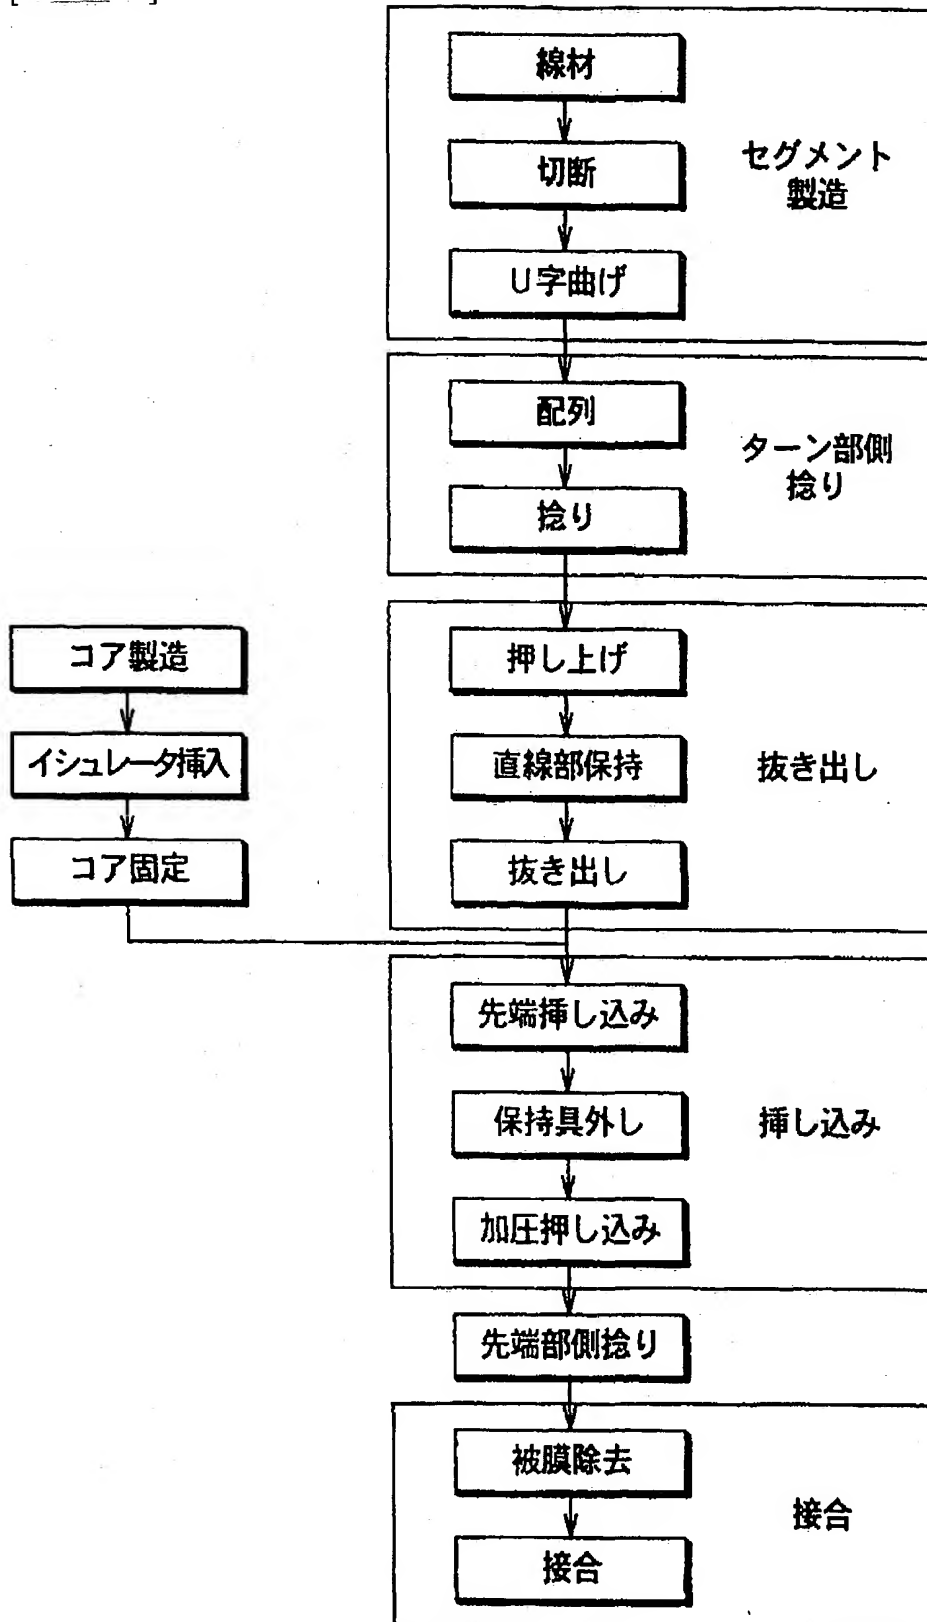 線材
切断
U字曲げ
セグメント
製造
配列
捻り
ターン部側
捻り
コア製造
イシュレータ挿入
コア固定
押し上げ
直線部保持
抜き出し
抜き出し
先端挿し込み
保持具外し
加圧押し込み
挿し込み
先端部側捻り
被膜除去
接合
接合